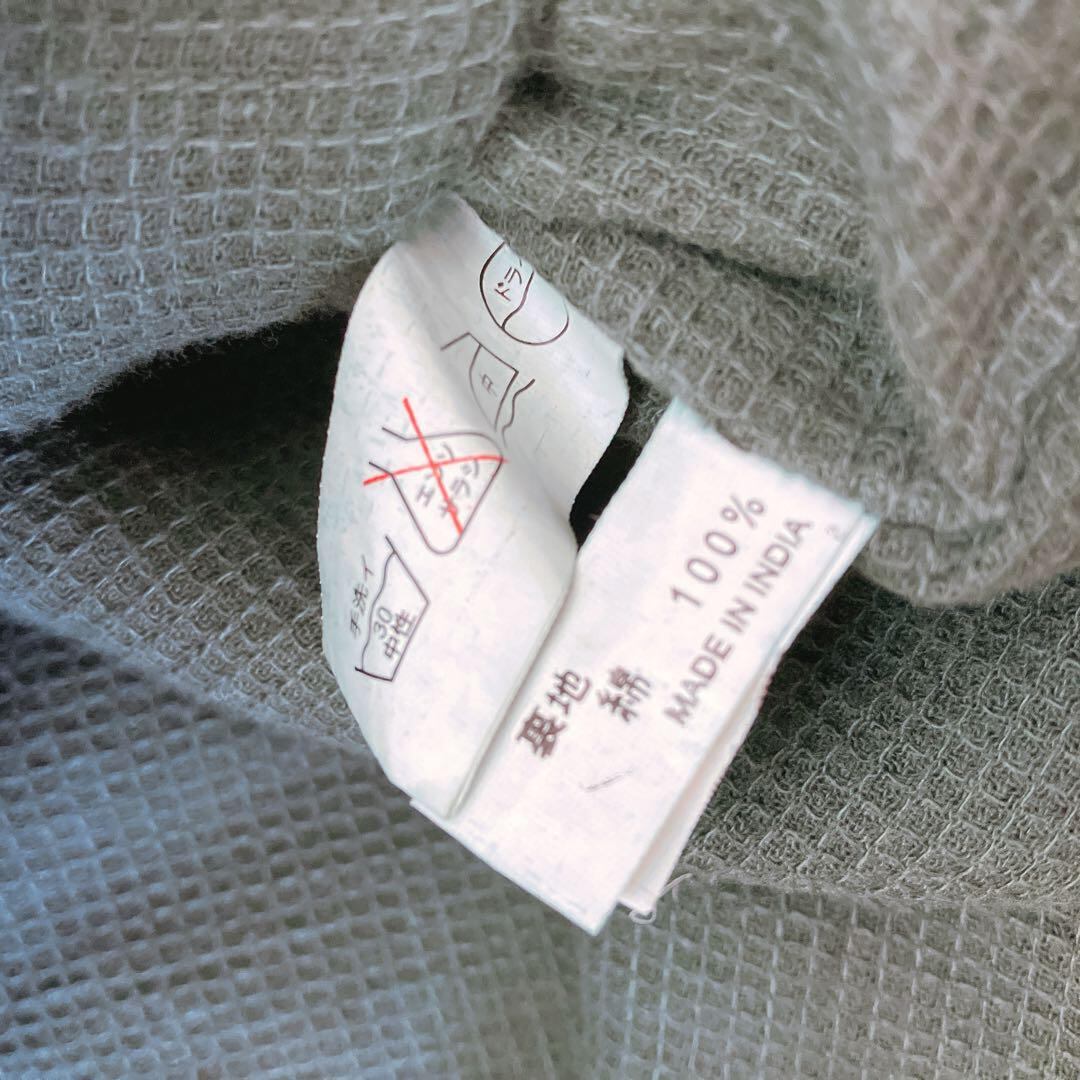 手洗イ
30
中性
エンソ
サラシ
中
ドラ
裏地
綿 100%
MADE IN INDIA